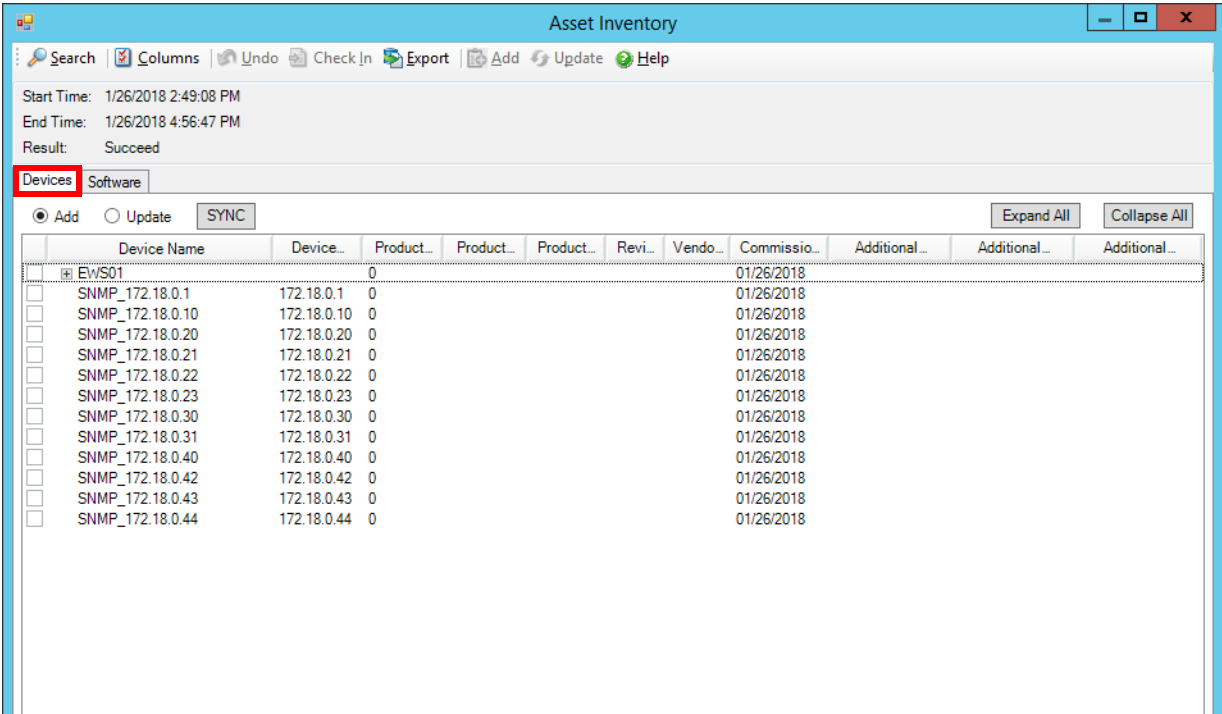 Asset Inventory
Search Columns Undo Check In Export Add Update Help
Start Time: 1/26/2018 2:49:08 PM
End Time: 1/26/2018 4:56:47 PM
Result: Succeed
Devices Software
Add Update SYNC Expand All Collapse All
Device Name Device... Product... Product... Product... Revi... Vendo... Commissio... Additional... Additional... Additional...
EWS01 0 01/26/2018
SNMP_172.18.0.1 172.18.0.1 0 01/26/2018
SNMP_172.18.0.10 172.18.0.10 0 01/26/2018
SNMP_172.18.0.20 172.18.0.20 0 01/26/2018
SNMP_172.18.0.21 172.18.0.21 0 01/26/2018
SNMP_172.18.0.22 172.18.0.22 0 01/26/2018
SNMP_172.18.0.23 172.18.0.23 0 01/26/2018
SNMP_172.18.0.30 172.18.0.30 0 01/26/2018
SNMP_172.18.0.31 172.18.0.31 0 01/26/2018
SNMP_172.18.0.40 172.18.0.40 0 01/26/2018
SNMP_172.18.0.42 172.18.0.42 0 01/26/2018
SNMP_172.18.0.43 172.18.0.43 0 01/26/2018
SNMP_172.18.0.44 172.18.0.44 0 01/26/2018